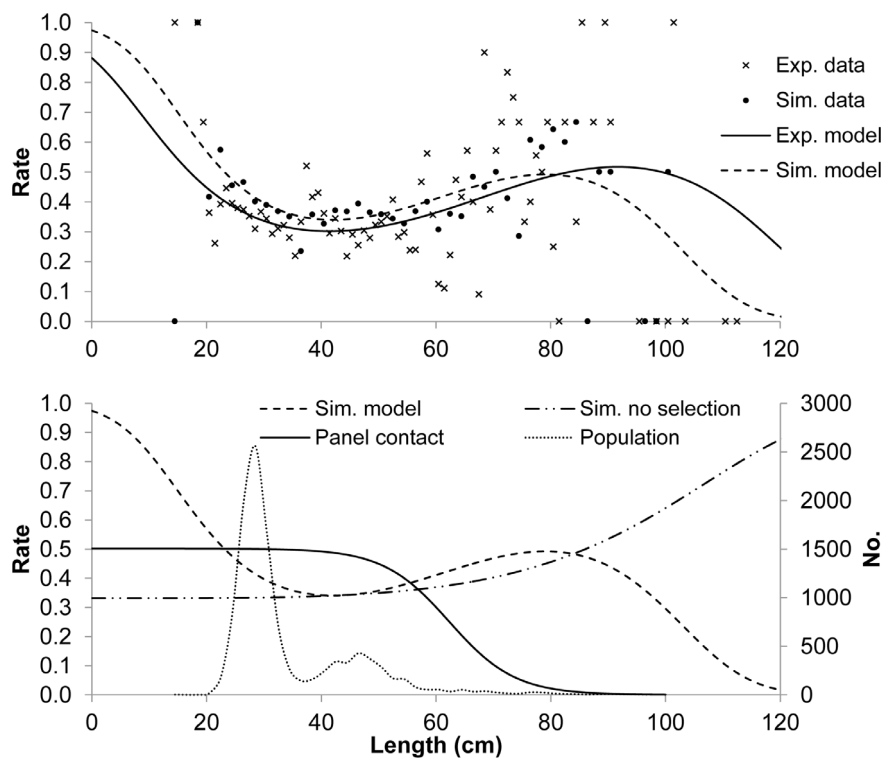 1.0
0.9
0.8
0.7
0.6
0.5
0.4
0.3
0.2
0.1
0.0
Rate
0 20 40 60 80 100 120
× Exp. data
• Sim. data
Exp. model
Sim. model
1.0
0.9
0.8
0.7
0.6
0.5
0.4
0.3
0.2
0.1
0.0
Rate
Sim. model Sim. no selection
Panel contact Population
3000
2500
2000
1500
1000
500
0
No.
0 20 40 60 80 100 120
Length (cm)